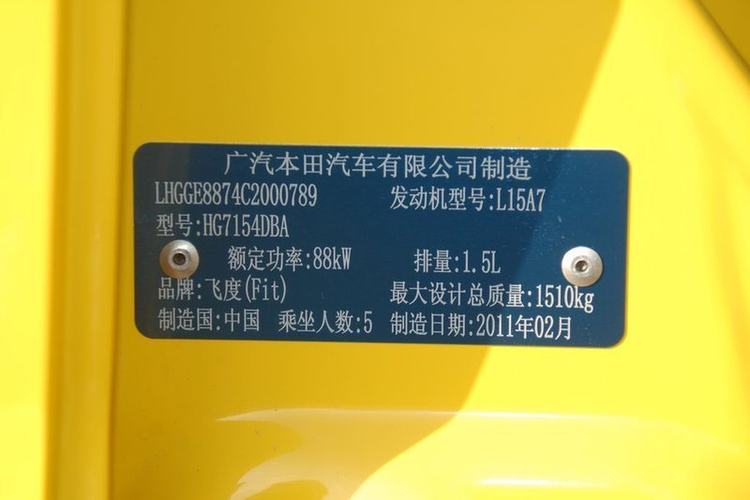 广汽本田汽车有限公司制造
LHGGE8874C2000789 发动机型号:L15A7
型号:HG7154DBA
额定功率:88kW 排量:1.5L
品牌:飞度(Fit) 最大设计总质量:1510kg
制造国:中国 乘坐人数:5 制造日期:2011年02月